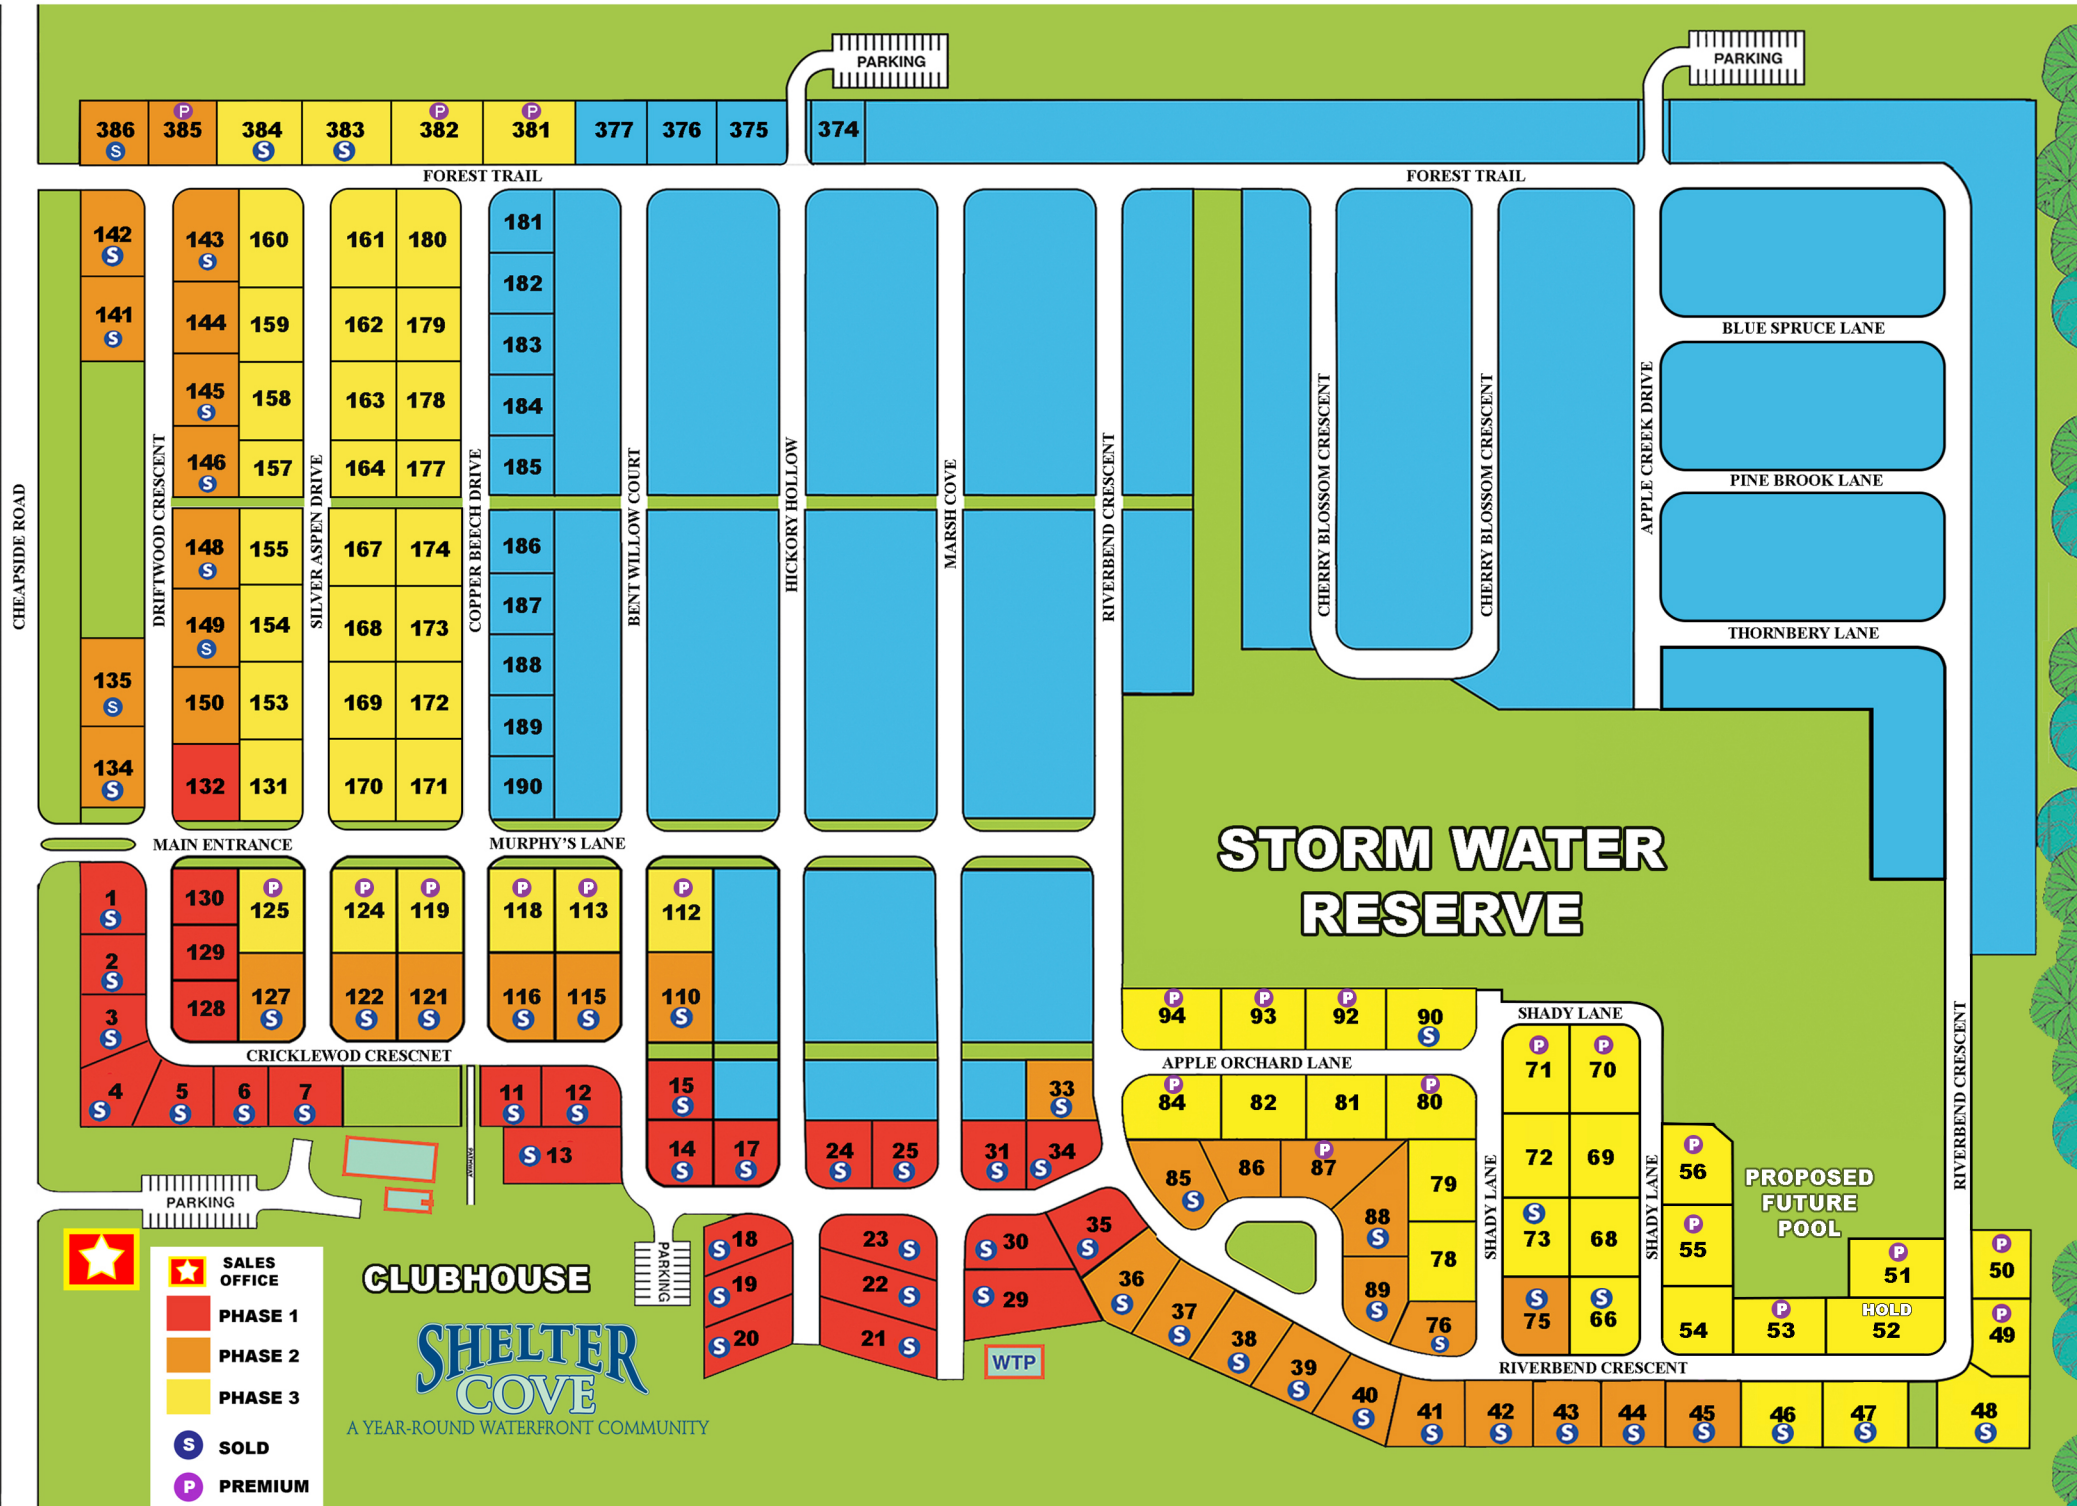 PARKING
PARKING
P
P
P
386
385
384
383
382
381
377
376
375
374
S
S
S
FOREST TRAIL
FOREST TRAIL
142
S
141
S
135
S
134
S
143
S
144
145
S
146
S
148
S
149
S
150
132
160
159
158
157
155
154
153
131
161
162
163
164
167
168
169
170
180
179
178
177
174
173
172
171
181
182
183
184
185
186
187
188
189
190
CHEAPSIDE ROAD
DRIFTWOOD CRESCENT
SILVER ASPEN DRIVE
COPPER BEECH DRIVE
BENT WILLOW COURT
HICKORY HOLLOW
MARSH COVE
RIVERBEND CRESCENT
CHERRY BLOSSOM CRESCENT
CHERRY BLOSSOM CRESCENT
APPLE CREEK DRIVE
BLUE SPRUCE LANE
PINE BROOK LANE
THORNBERY LANE
MAIN ENTRANCE
MURPHY'S LANE
STORM WATER
RESERVE
1
S
2
S
3
S
4
S
5
S
6
S
7
S
130
129
128
P
125
127
S
P
124
122
S
P
119
121
S
P
118
116
S
P
113
115
S
P
112
110
S
CRICKLEWOD CRESCNET
11
S
12
S
S 13
PATHWAY
15
S
14
S
17
S
24
S
25
S
31
S
33
S
34
S
P
94
P
93
P
92
90
S
APPLE ORCHARD LANE
SHADY LANE
P
84
82
81
P
80
85
S
86
P
87
88
S
89
S
79
78
76
S
SHADY LANE
SHADY LANE
P
71
P
70
72
69
S
73
68
S
75
S
66
P
56
P
55
54
P
53
HOLD
52
P
51
P
50
P
49
PROPOSED
FUTURE
POOL
RIVERBEND CRESCENT
RIVERBEND CRESCENT
PARKING
PARKING
CLUBHOUSE
S 18
S 19
S 20
23 S
22 S
21 S
S 30
S 29
35
S
36
S
37
S
38
S
39
S
40
S
41
S
42
S
43
S
44
S
45
S
46
S
47
S
48
S
WTP
SALES
OFFICE
PHASE 1
PHASE 2
PHASE 3
S SOLD
P PREMIUM
SHELTER
COVE
A YEAR-ROUND WATERFRONT COMMUNITY